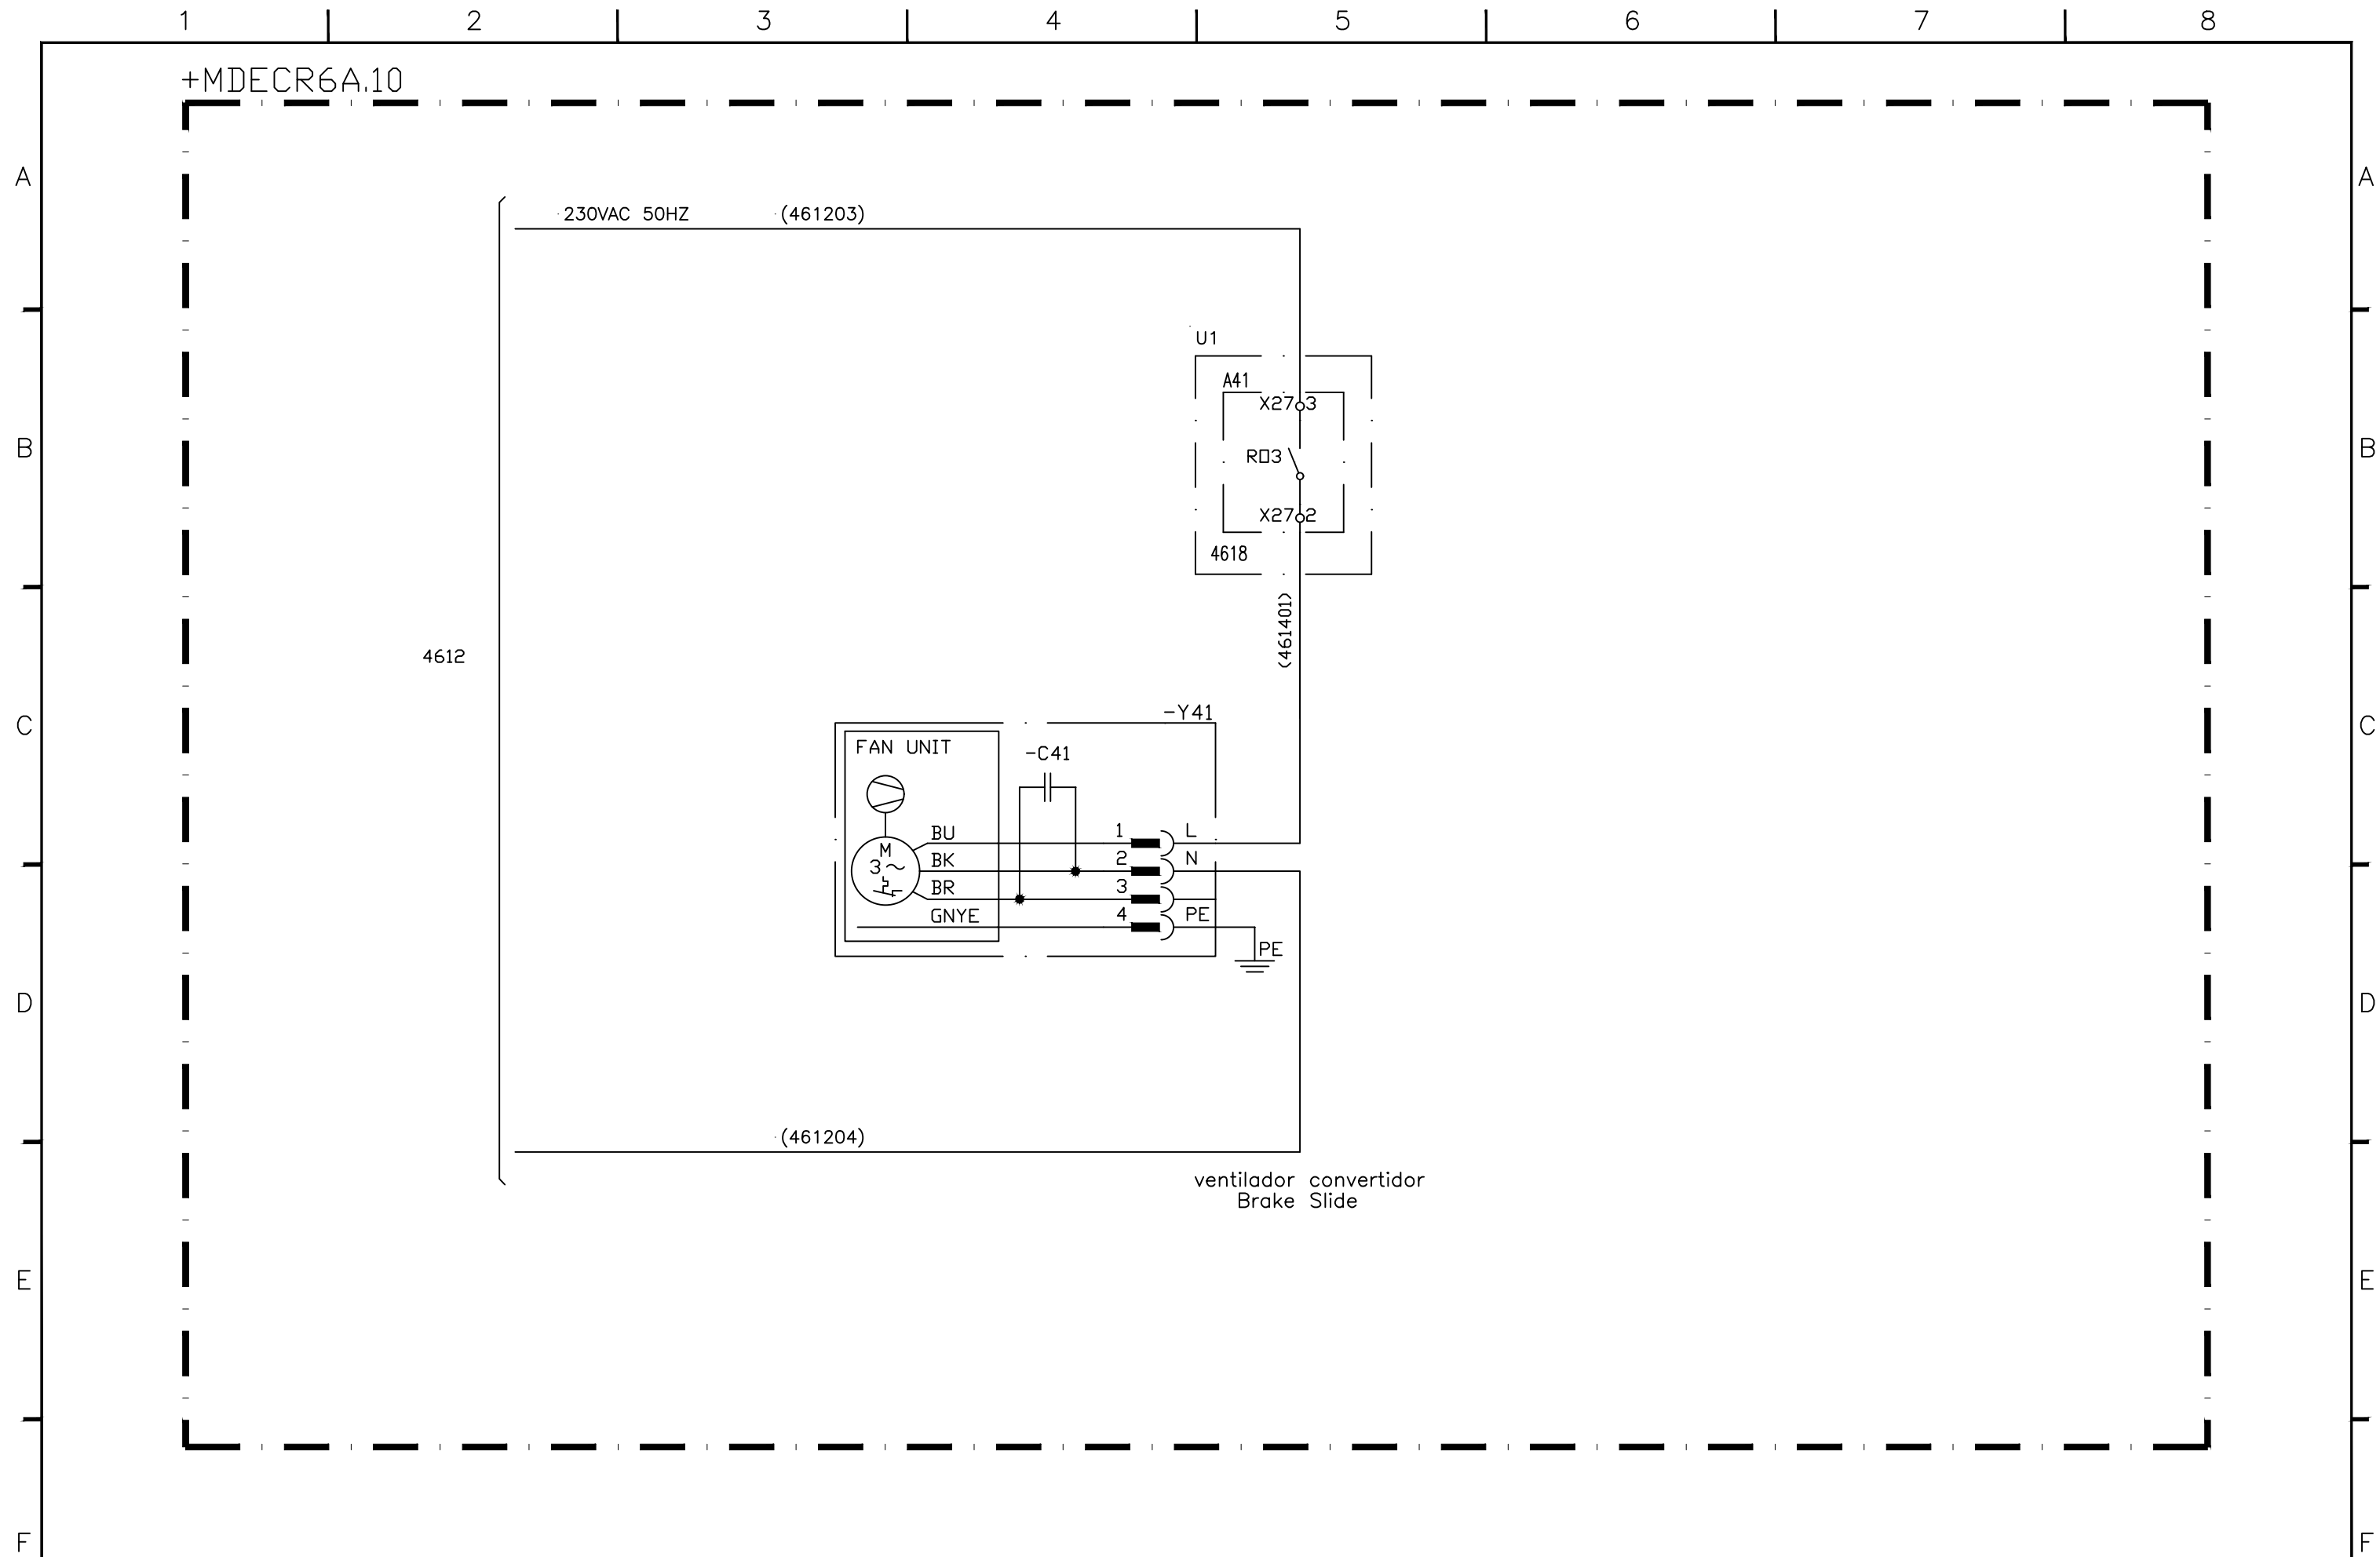 1 2 3 4 5 6 7 8
+MDECR6A.10
A A
230VAC 50HZ (461203)
U1
A41
X27 3
B B
RO3
X27 2
4618
(461401)
4612
-Y41
C C
FAN UNIT
-C41
BU 1 L
M
BK 2 N
3~
BR 3
GNYE 4 PE
PE
D D
(461204)
ventilador convertidor
Brake Slide
E E
F F